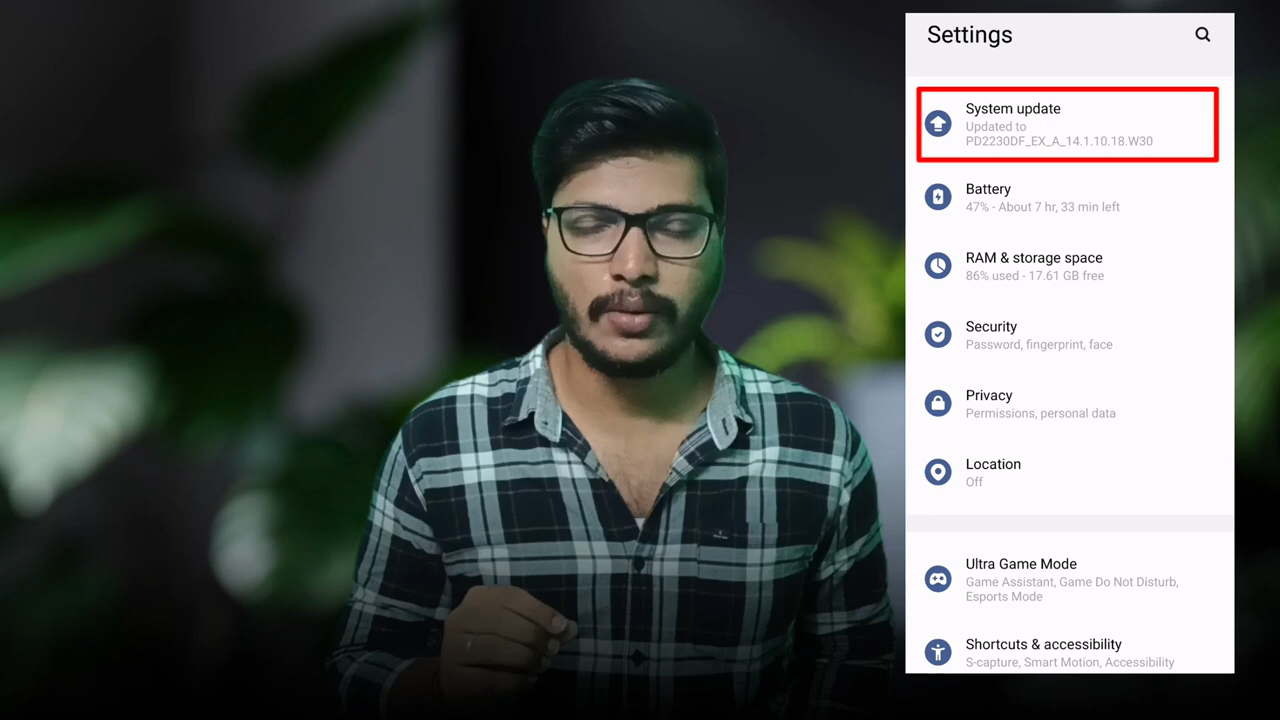 Settings
System update
Updated to
PD2230DF_EX_A_14.1.10.18.W30
Battery
47% - About 7 hr, 33 min left
RAM & storage space
86% used - 17.61 GB free
Security
Password, fingerprint, face
Privacy
Permissions, personal data
Location
Off
Ultra Game Mode
Game Assistant, Game Do Not Disturb,
Esports Mode
Shortcuts & accessibility
S-capture, Smart Motion, Accessibility